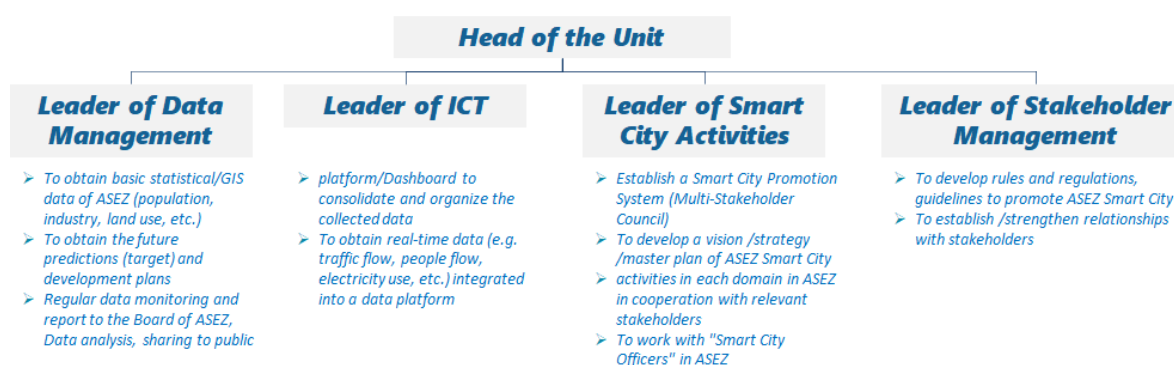 Head of the Unit
Leader of Data
Management
➢ To obtain basic statistical/GIS
data of ASEZ (population,
industry, land use, etc.)
➢ To obtain the future
predictions (target) and
development plans
➢ Regular data monitoring and
report to the Board of ASEZ,
Data analysis, sharing to public
Leader of ICT
➢ platform/Dashboard to
consolidate and organize the
collected data
➢ To obtain real-time data (e.g.
traffic flow, people flow,
electricity use, etc.) integrated
into a data platform
Leader of Smart
City Activities
➢ Establish a Smart City Promotion
System (Multi-Stakeholder
Council)
➢ To develop a vision /strategy
/master plan of ASEZ Smart City
➢ activities in each domain in ASEZ
in cooperation with relevant
stakeholders
➢ To work with "Smart City
Officers" in ASEZ
Leader of Stakeholder
Management
➢ To develop rules and regulations,
guidelines to promote ASEZ Smart City
➢ To establish /strengthen relationships
with stakeholders